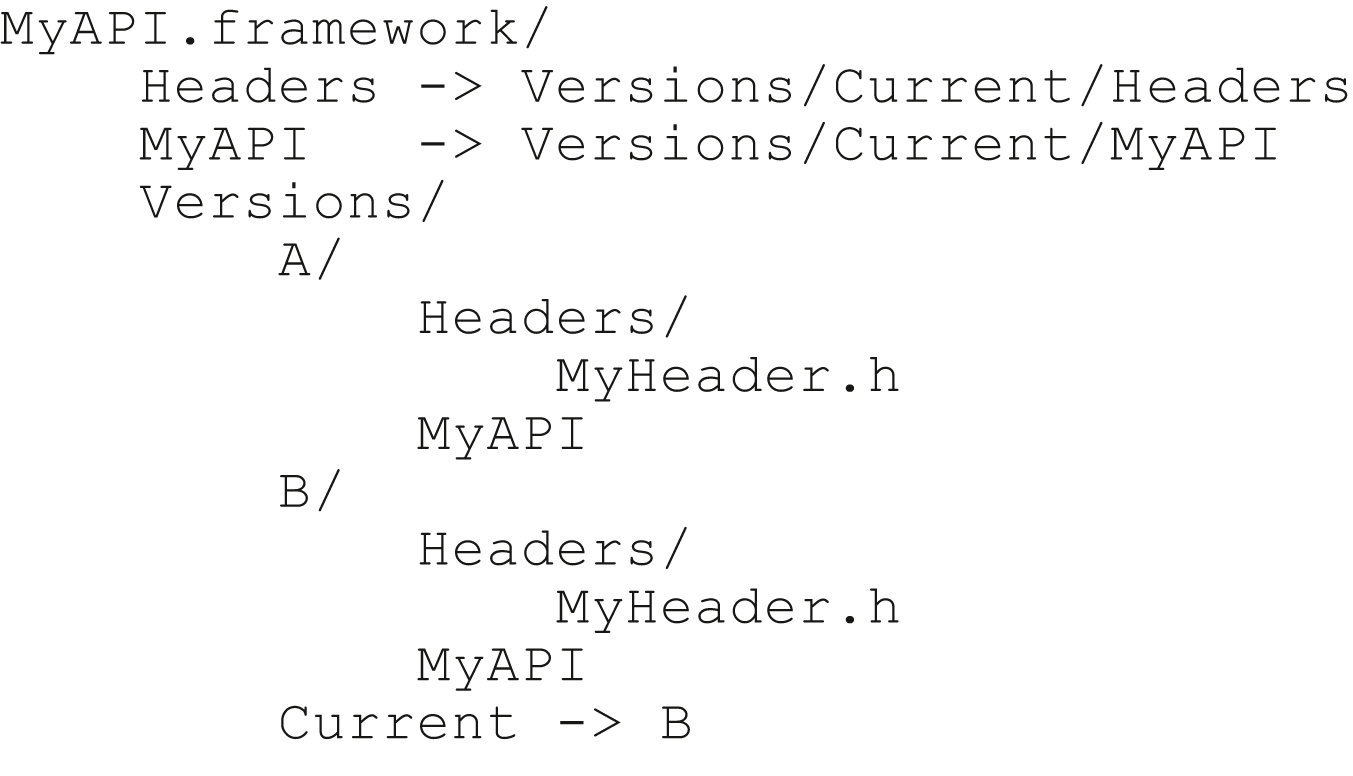 MyAPI.framework/
    Headers -> Versions/Current/Headers
    MyAPI   -> Versions/Current/MyAPI
    Versions/
        A/
            Headers/
                MyHeader.h
            MyAPI
        B/
            Headers/
                MyHeader.h
            MyAPI
        Current -> B